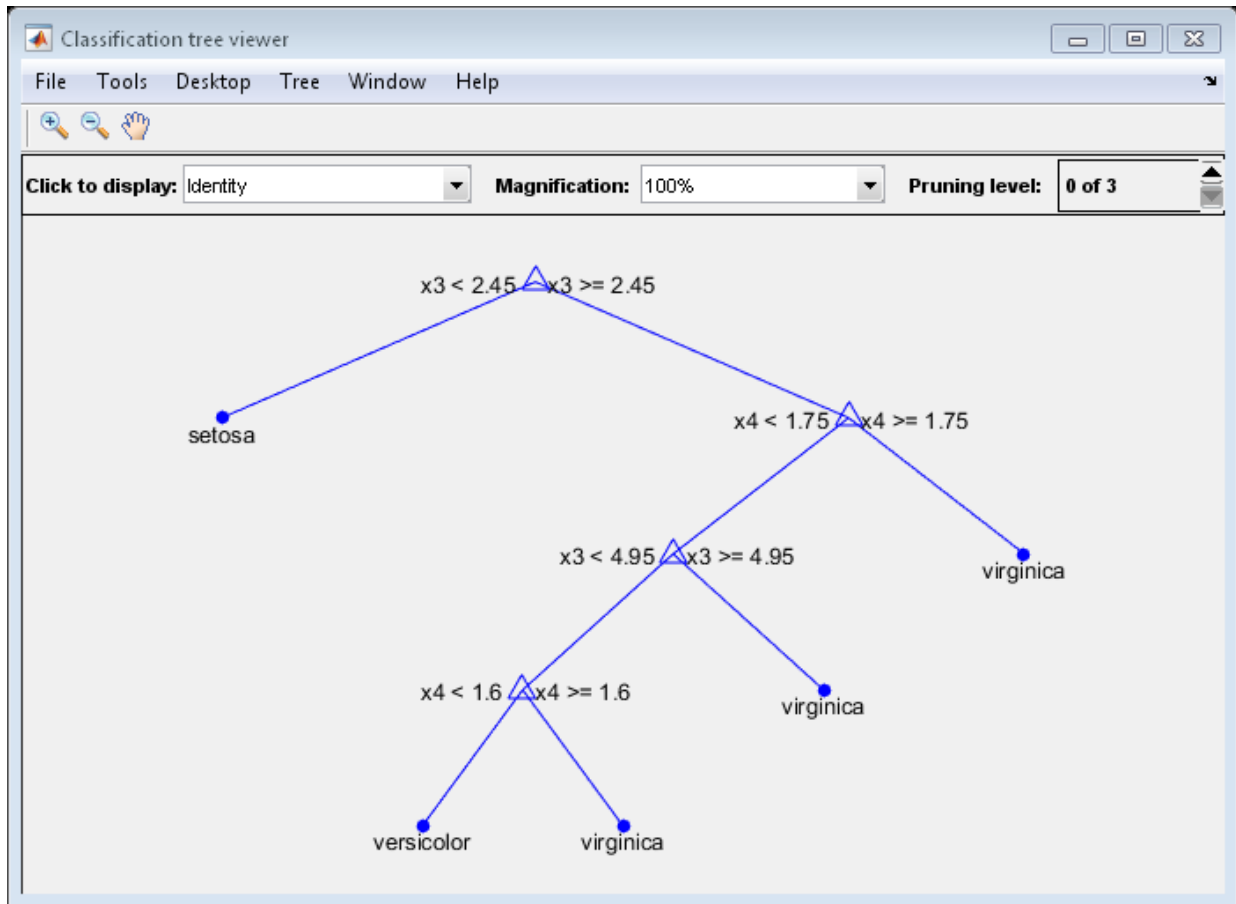 Classification tree viewer
File Tools Desktop Tree Window Help
Click to display: Identity Magnification: 100% Pruning level: 0 of 3
x3 < 2.45 x3 >= 2.45
setosa
x4 < 1.75 x4 >= 1.75
x3 < 4.95 x3 >= 4.95
virginica
x4 < 1.6 x4 >= 1.6
virginica
versicolor virginica